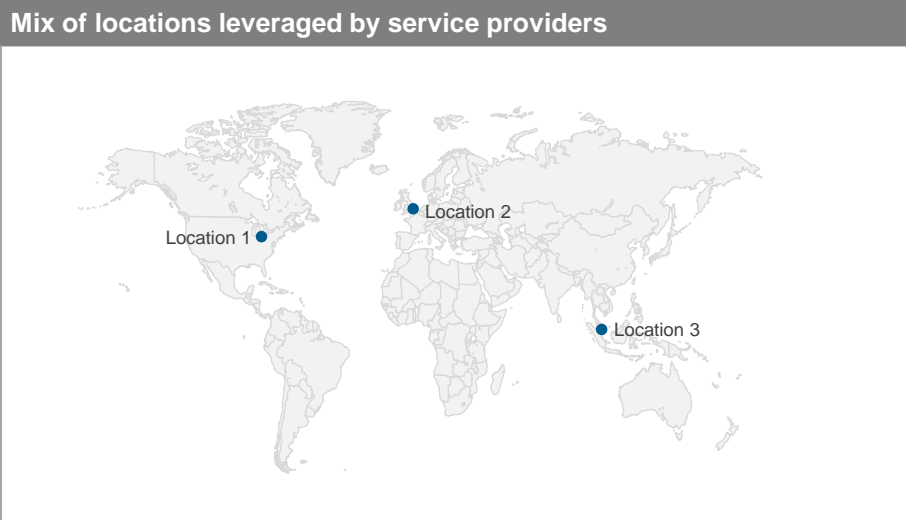 Mix of locations leveraged by service providers
Location 2
Location 1
Location 3